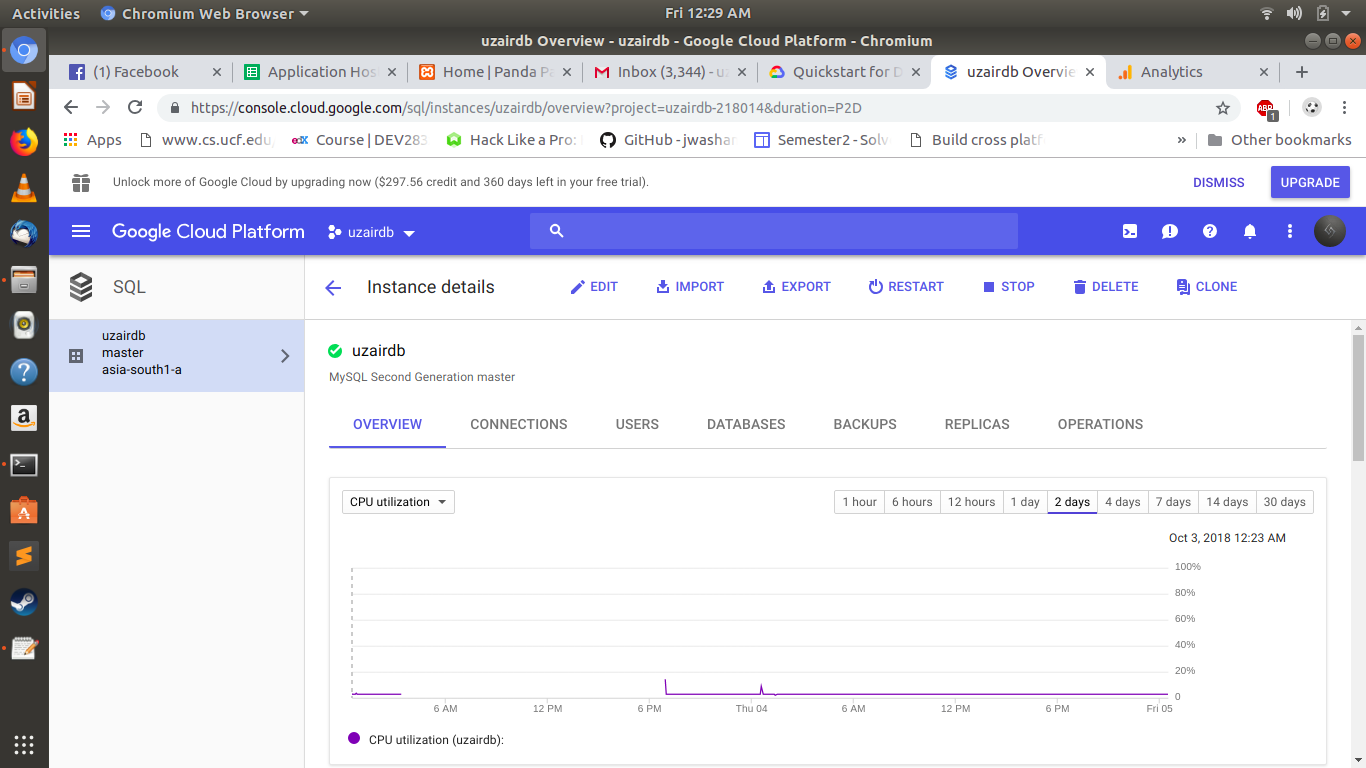 Activities
Chromium Web Browser
Fri 12:29 AM
uzairdb Overview - uzairdb - Google Cloud Platform - Chromium
(1) Facebook
Application Hos
Home | Panda Pa
Inbox (3,344) - uz
Quickstart for D
uzairdb Overvie
Analytics
https://console.cloud.google.com/sql/instances/uzairdb/overview?project=uzairdb-218014&duration=P2D
ABP
1
Apps
www.cs.ucf.edu
edX
Course | DEV283
Hack Like a Pro:
GitHub - jwashar
Semester2 - Solv
Build cross platf
»
Other bookmarks
Unlock more of Google Cloud by upgrading now ($297.56 credit and 360 days left in your free trial).
DISMISS
UPGRADE
Google Cloud Platform
uzairdb
SQL
Instance details
EDIT
IMPORT
EXPORT
RESTART
STOP
DELETE
CLONE
uzairdb
master
asia-south1-a
uzairdb
MySQL Second Generation master
OVERVIEW
CONNECTIONS
USERS
DATABASES
BACKUPS
REPLICAS
OPERATIONS
CPU utilization
1 hour
6 hours
12 hours
1 day
2 days
4 days
7 days
14 days
30 days
Oct 3, 2018 12:23 AM
100%
80%
60%
40%
20%
0
6 AM
12 PM
6 PM
Thu 04
6 AM
12 PM
6 PM
Fri 05
CPU utilization (uzairdb):